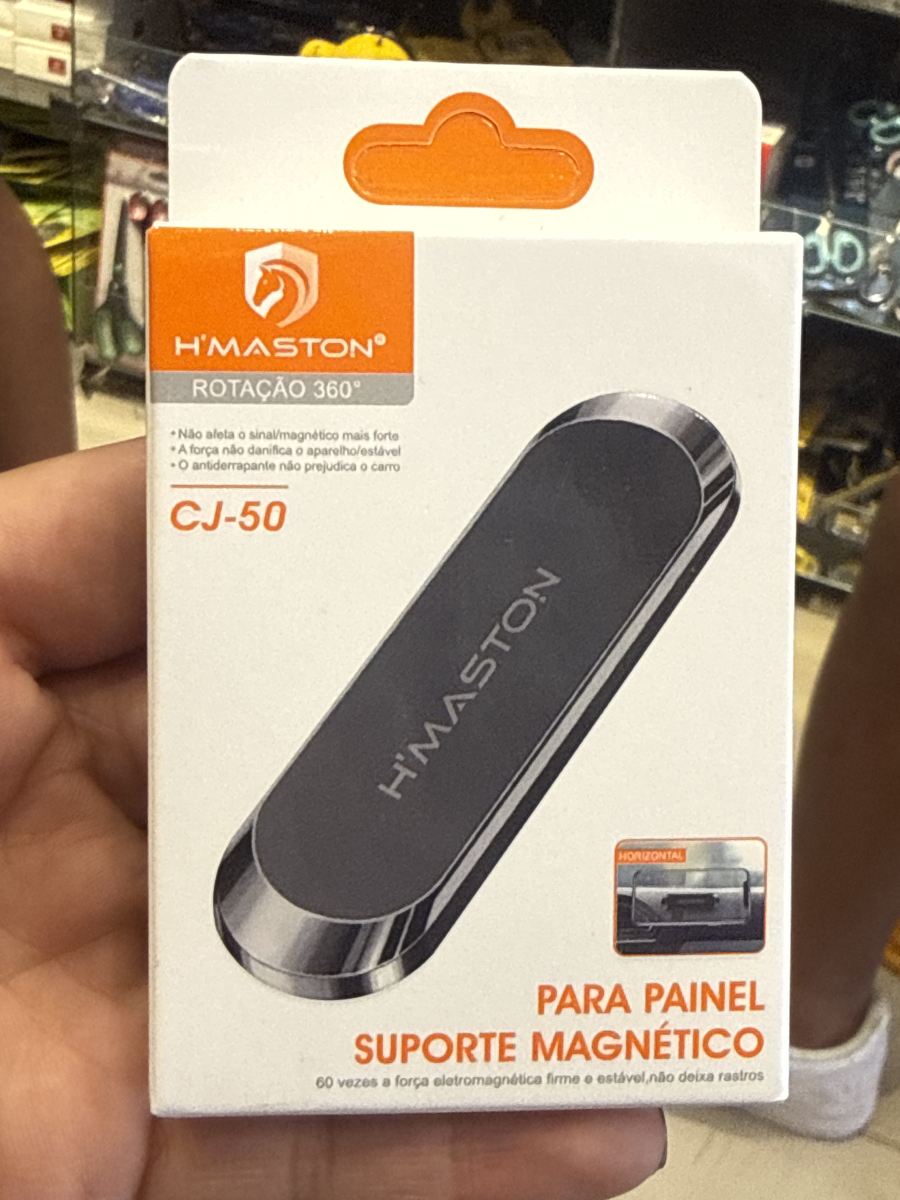 H'MASTON®
ROTAÇÃO 360°
• Não afeta o sinal/magnético mais forte
• A força não danifica o aparelho/estável
• O antiderrapante não prejudica o carro
CJ-50
H'MASTON
HORIZONTAL
PARA PAINEL
SUPORTE MAGNÉTICO
60 vezes a força eletromagnética firme e estável,não deixa rastros